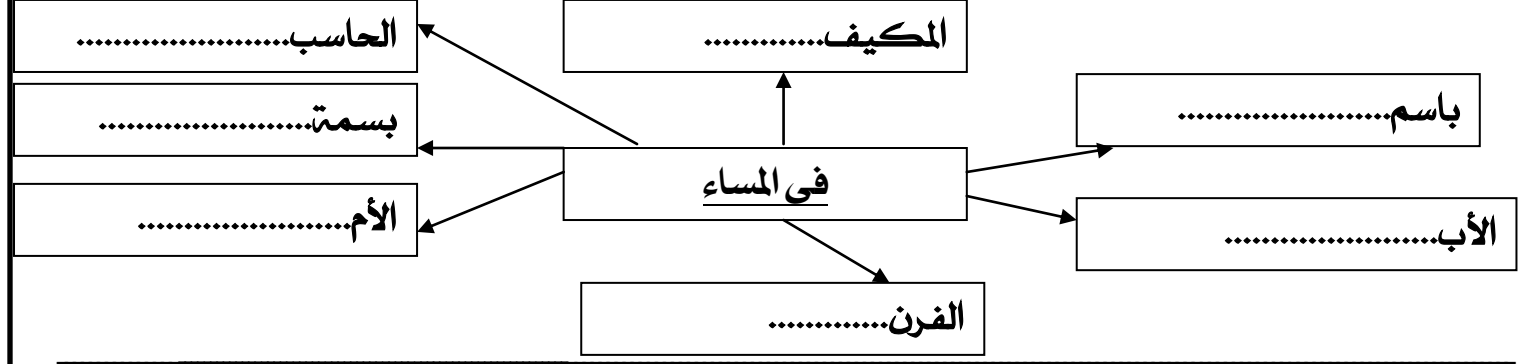 المكيف.............
الحاسب.......................
باسم.......................
بسمة.......................
في المساء
الأب.......................
الأم.......................
الفرن.............